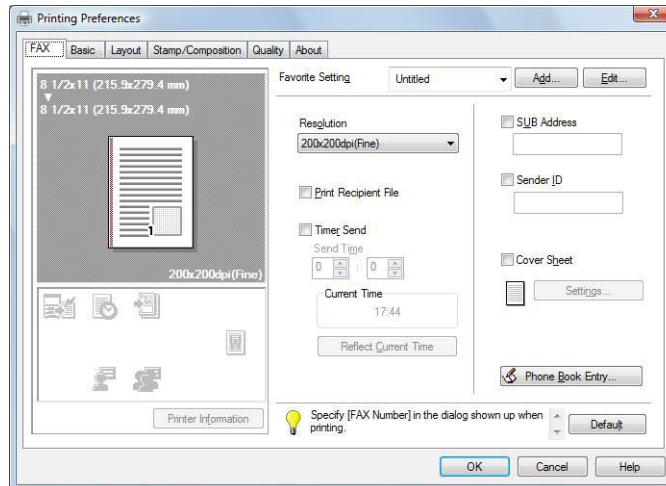 Printing Preferences
FAX Basic Layout Stamp/Composition Quality About
8 1/2x11 (215.9x279.4 mm)
8 1/2x11 (215.9x279.4 mm)
1
200x200dpi(Fine)
Printer Information
Favorite Setting Untitled Add... Edit...
Resolution
200x200dpi(Fine)
Print Recipient File
Timer Send
Send Time
0 : 0
Current Time
17:44
Reflect Current Time
SUB Address
Sender ID
Cover Sheet
Settings...
Phone Book Entry...
Specify [FAX Number] in the dialog shown up when
printing.
Default
OK Cancel Help